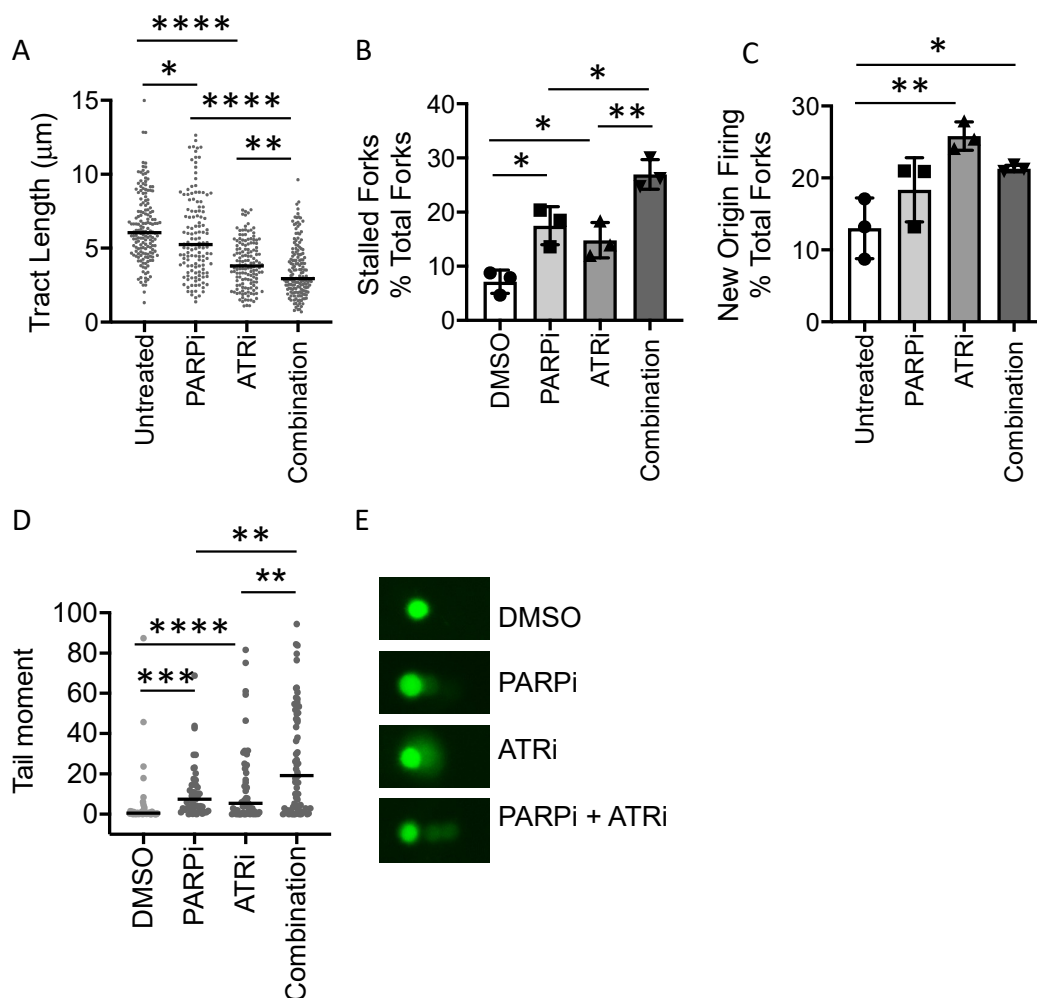 A
****
*
****
**
Tract Length (μm)
15
10
5
0
Untreated
PARPi
ATRi
Combination
B
*
*
**
*
Stalled Forks
% Total Forks
40
30
20
10
0
DMSO
PARPi
ATRi
Combination
C
*
**
New Origin Firing
% Total Forks
30
20
10
0
Untreated
PARPi
ATRi
Combination
D
**
**
****
***
Tail moment
100
80
60
40
20
0
DMSO
PARPi
ATRi
Combination
E
DMSO
PARPi
ATRi
PARPi + ATRi